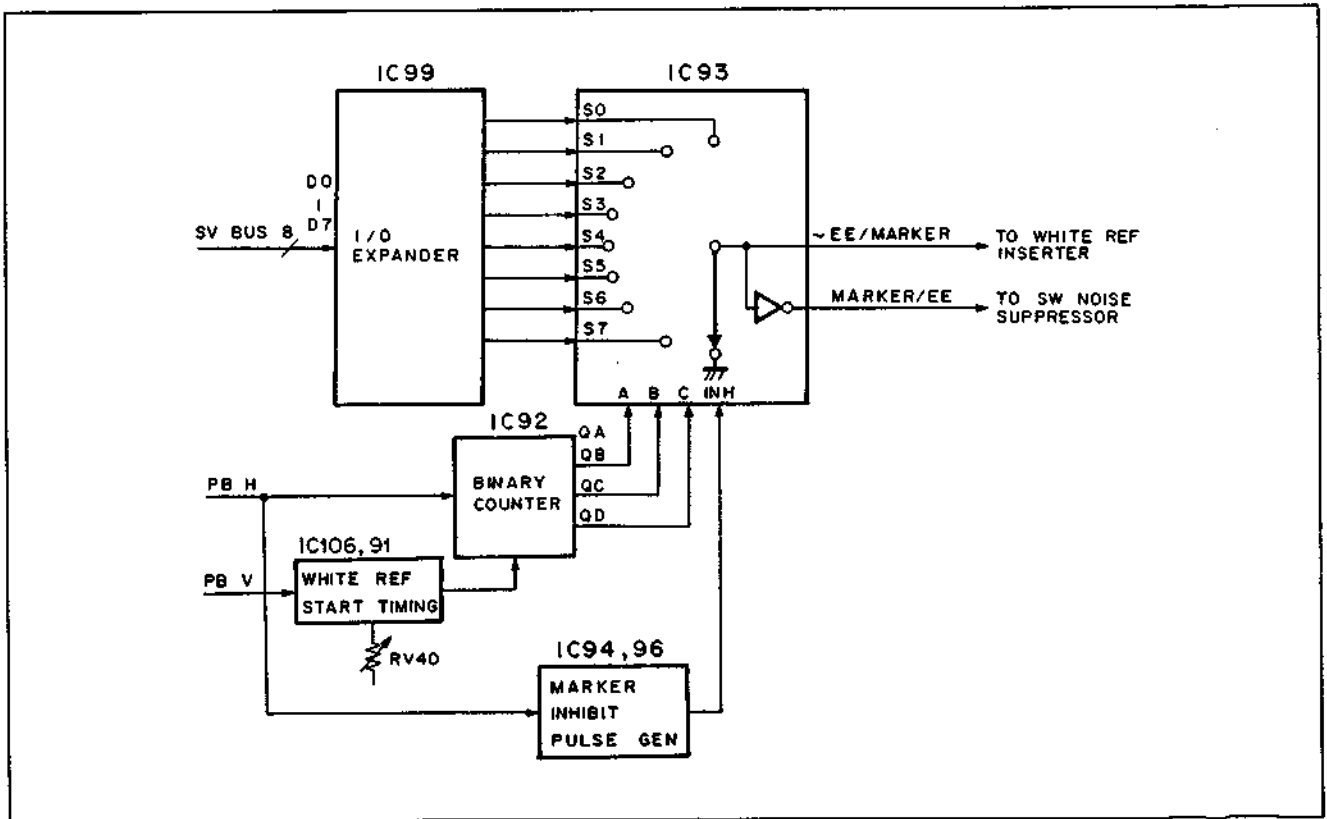 IC99
IC93
S0
S1
S2
S3
S4
S5
S6
S7
D0
I
D7
SV BUS 8
I/O
EXPANDER
~EE/MARKER
TO WHITE REF
INSERTER
MARKER/EE
TO SW NOISE
SUPPRESSOR
A B C INH
IC92
QA
QB
QC
QD
BINARY
COUNTER
PB H
IC106,91
PB V
WHITE REF
START TIMING
RV40
IC94,96
MARKER
INHIBIT
PULSE GEN